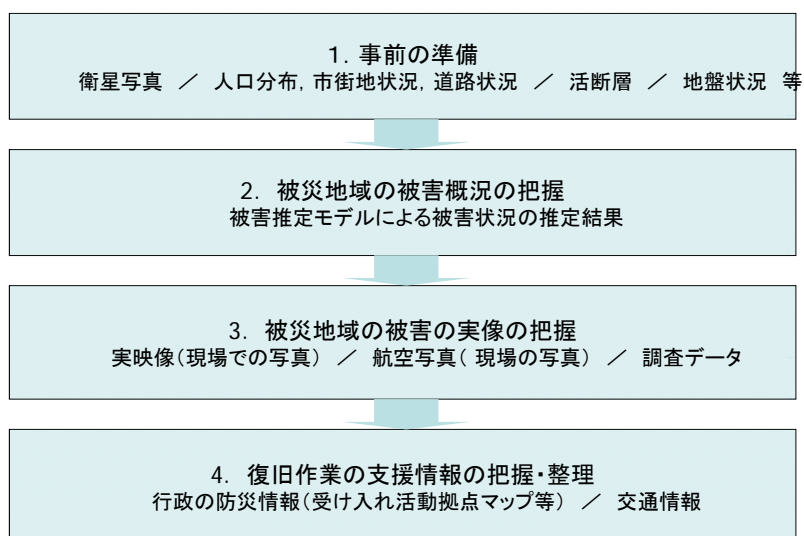 1. 事前の準備
衛星写真 ／ 人口分布, 市街地状況, 道路状況 ／ 活断層 ／ 地盤状況 等
2. 被災地域の被害概況の把握
被害推定モデルによる被害状況の推定結果
3. 被災地域の被害の実像の把握
実映像(現場での写真) ／ 航空写真( 現場の写真) ／ 調査データ
4. 復旧作業の支援情報の把握・整理
行政の防災情報(受け入れ活動拠点マップ等) ／ 交通情報